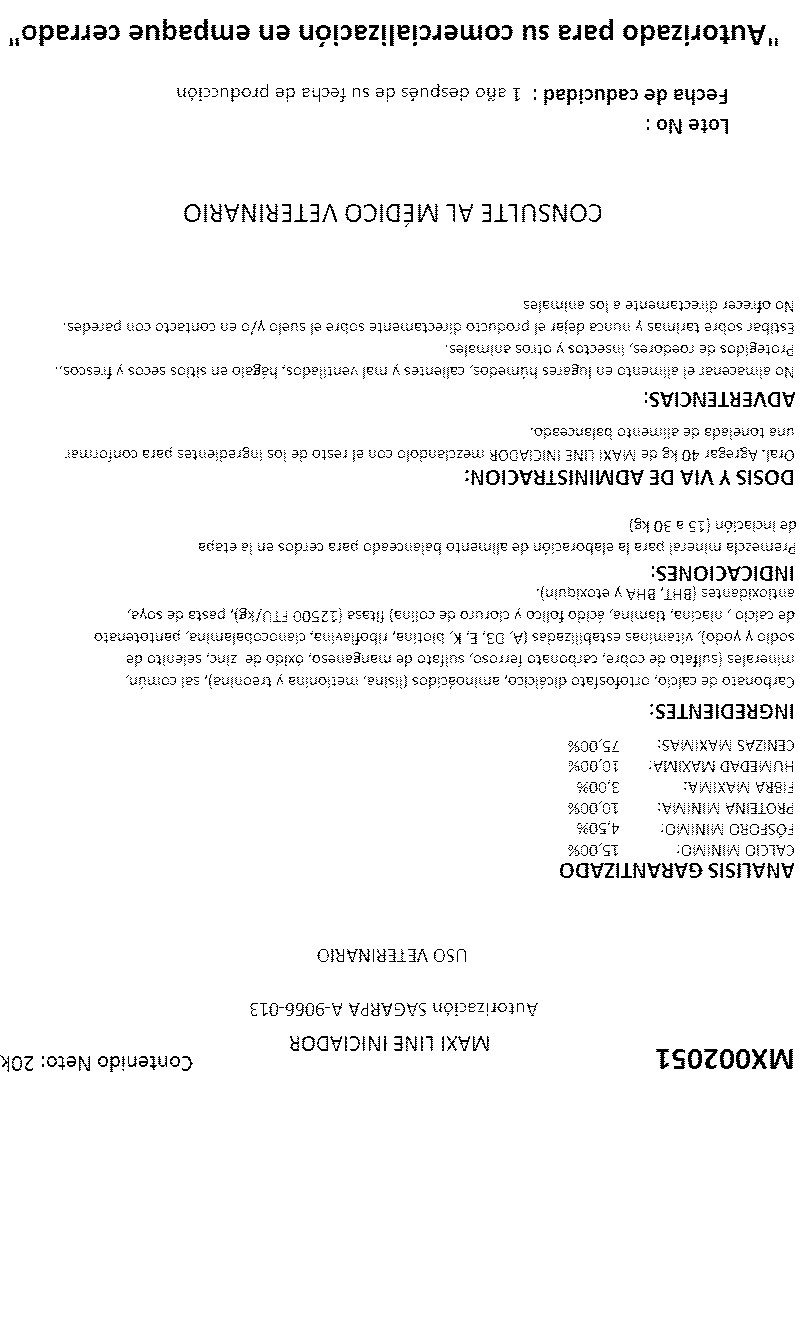 MX002051
Contenido Neto: 20k
MAXI LINE INICIADOR
Autorización SAGARPA A-9066-013
USO VETERINARIO
ANALISIS GARANTIZADO
CALCIO MINIMO: 15,00%
FÓSFORO MINIMO: 4,50%
PROTEINA MINIMA: 10,00%
FIBRA MAXIMA: 3,00%
HUMEDAD MAXIMA: 10,00%
CENIZAS MAXIMAS: 75,00%
INGREDIENTES:
Carbonato de calcio, ortofosfato dicálcico, aminoácidos (lisina, metionina y treonina), sal común,
minerales (sulfato de cobre, carbonato ferroso, sulfato de manganeso, óxido de zinc, selenito de
sodio y yodo), vitaminas estabilizadas (A, D3, E, K, biotina, riboflavina, cianocobalamina, pantotenato
de calcio , niacina, tiamina, ácido folico y cloruro de colina) fitasa (12500 FTU/kg), pasta de soya,
antioxidantes (BHT, BHA y etoxiquin).
INDICACIONES:
Premezcla mineral para la elaboración de alimento balanceado para cerdos en la etapa
de inciación (15 a 30 kg)
DOSIS Y VIA DE ADMINISTRACION:
Oral. Agregar 40 kg de MAXI LINE INICIADOR mezclandolo con el resto de los ingredientes para conformar
una tonelada de alimento balanceado.
ADVERTENCIAS:
No almacenar el alimento en lugares húmedos, calientes y mal ventilados, hágalo en sitios secos y frescos..
Protegidos de roedores, insectos y otros animales.
Estibar sobre tarimas y nunca dejar el producto directamente sobre el suelo y/o en contacto con paredes.
No ofrecer directamente a los animales
CONSULTE AL MÉDICO VETERINARIO
Lote No :
Fecha de caducidad : 1 año después de su fecha de producción
"Autorizado para su comercialización en empaque cerrado"